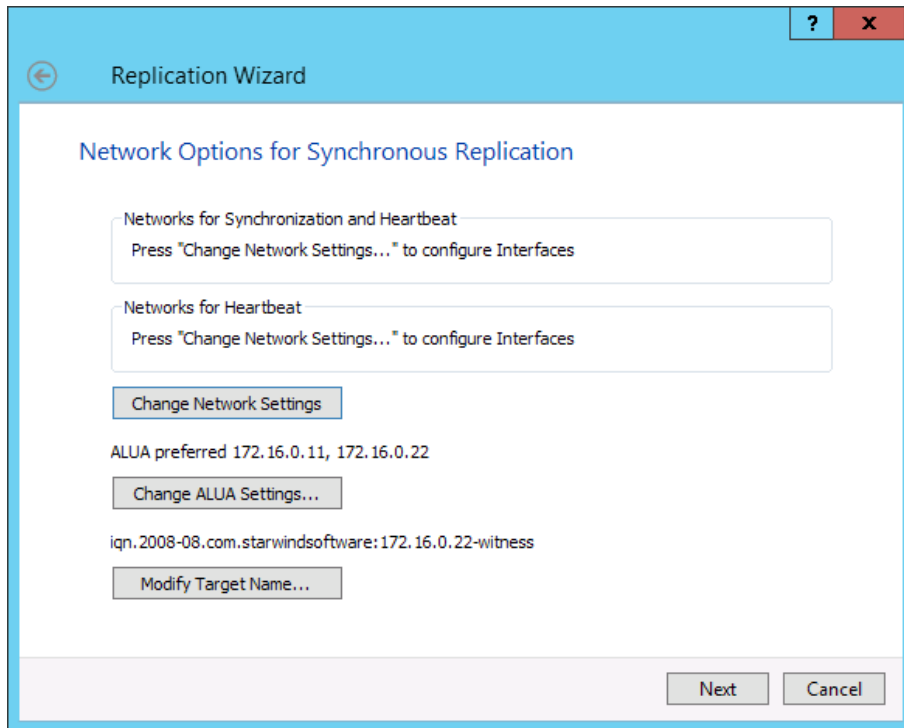 ?
x
Replication Wizard
Network Options for Synchronous Replication
Networks for Synchronization and Heartbeat
Press "Change Network Settings..." to configure Interfaces
Networks for Heartbeat
Press "Change Network Settings..." to configure Interfaces
Change Network Settings
ALUA preferred 172.16.0.11, 172.16.0.22
Change ALUA Settings...
iqn.2008-08.com.starwindsoftware:172.16.0.22-witness
Modify Target Name...
Next
Cancel